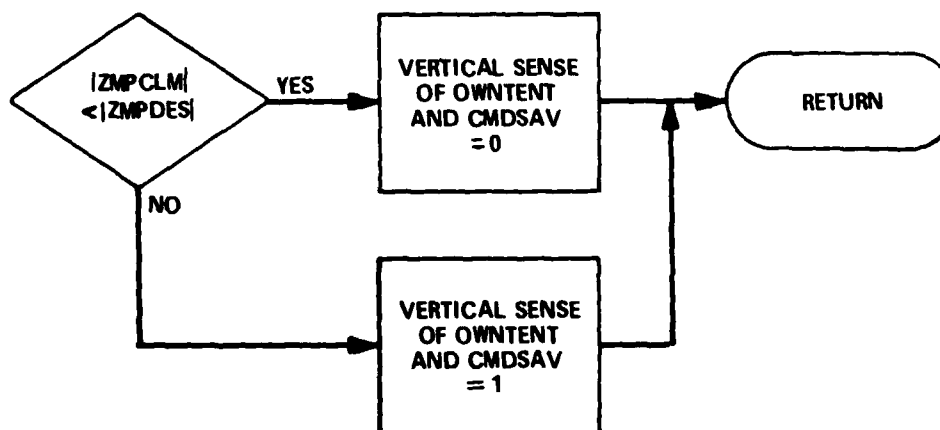 |ZMPCLM|
<|ZMPDES|
YES
VERTICAL SENSE
OF OWNTENT
AND CMDSAV
=0
RETURN
NO
VERTICAL SENSE
OF OWNTENT
AND CMDSAV
=1